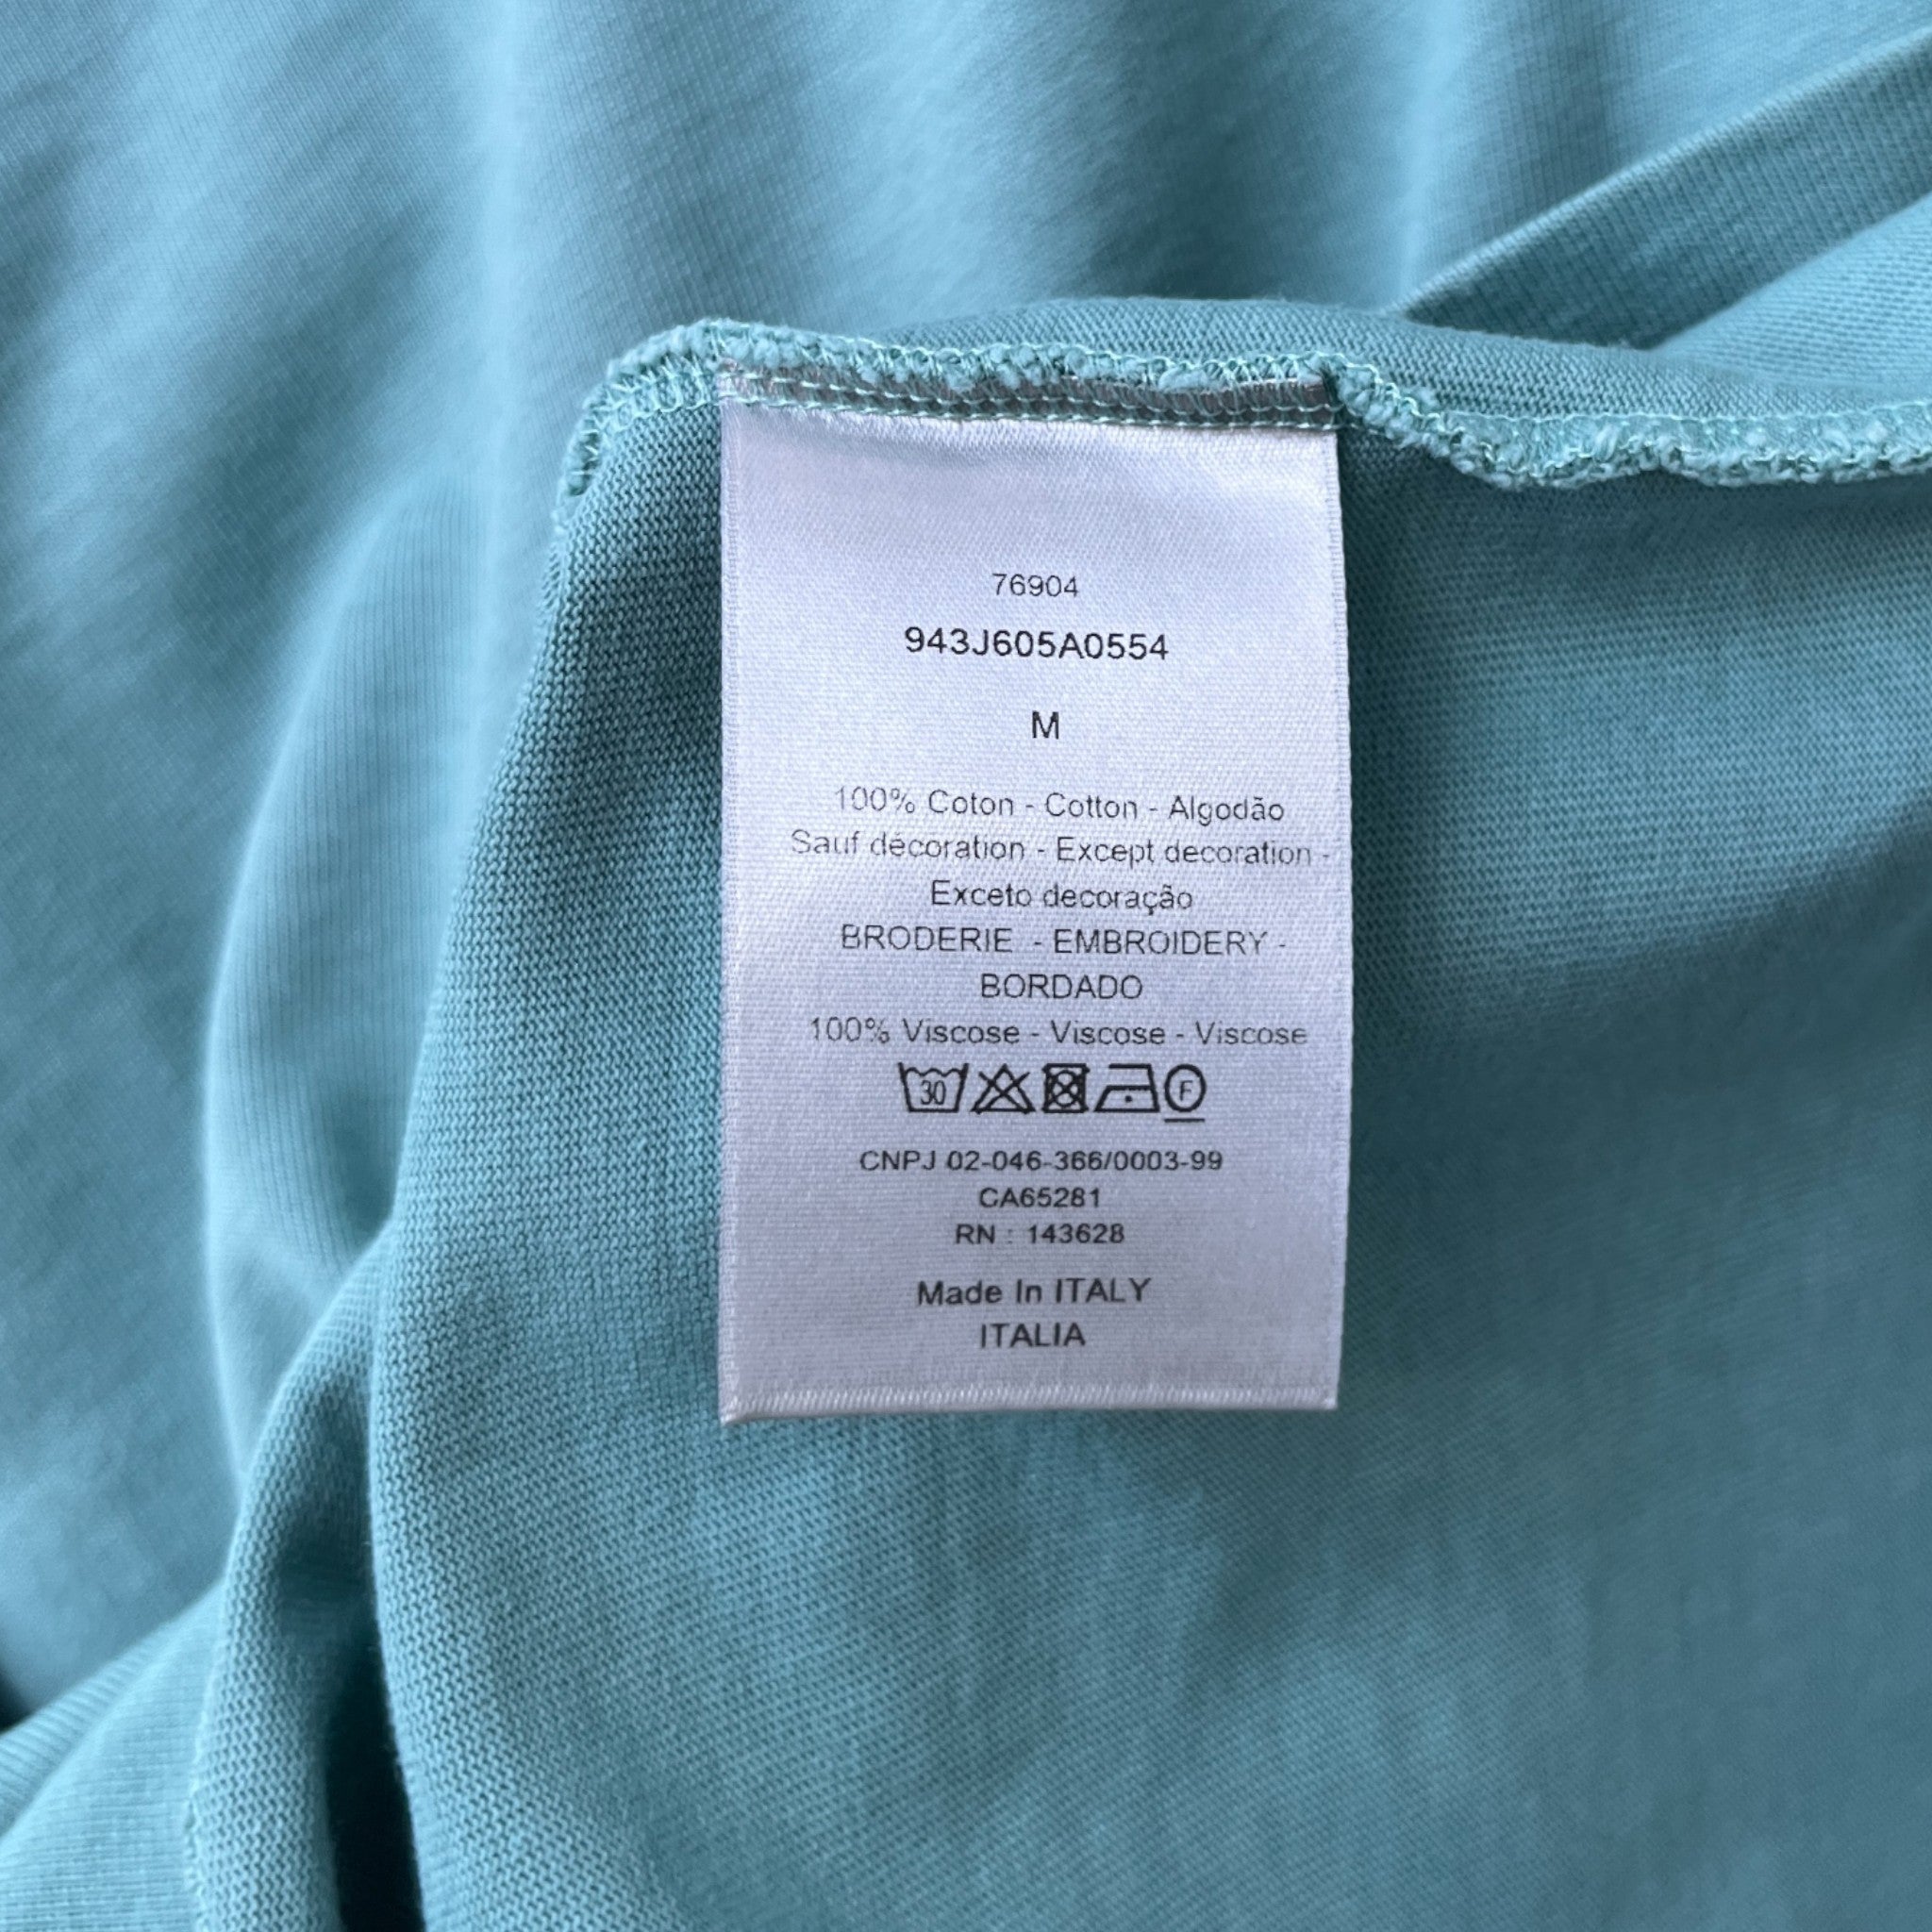 76904
943J605A0554
M
100% Coton - Cotton - Algodão
Sauf décoration - Except decoration -
Exceto decoração
BRODERIE - EMBROIDERY -
BORDADO
100% Viscose - Viscose - Viscose
30 F
CNPJ 02-046-366/0003-99
CA65281
RN : 143628
Made In ITALY
ITALIA